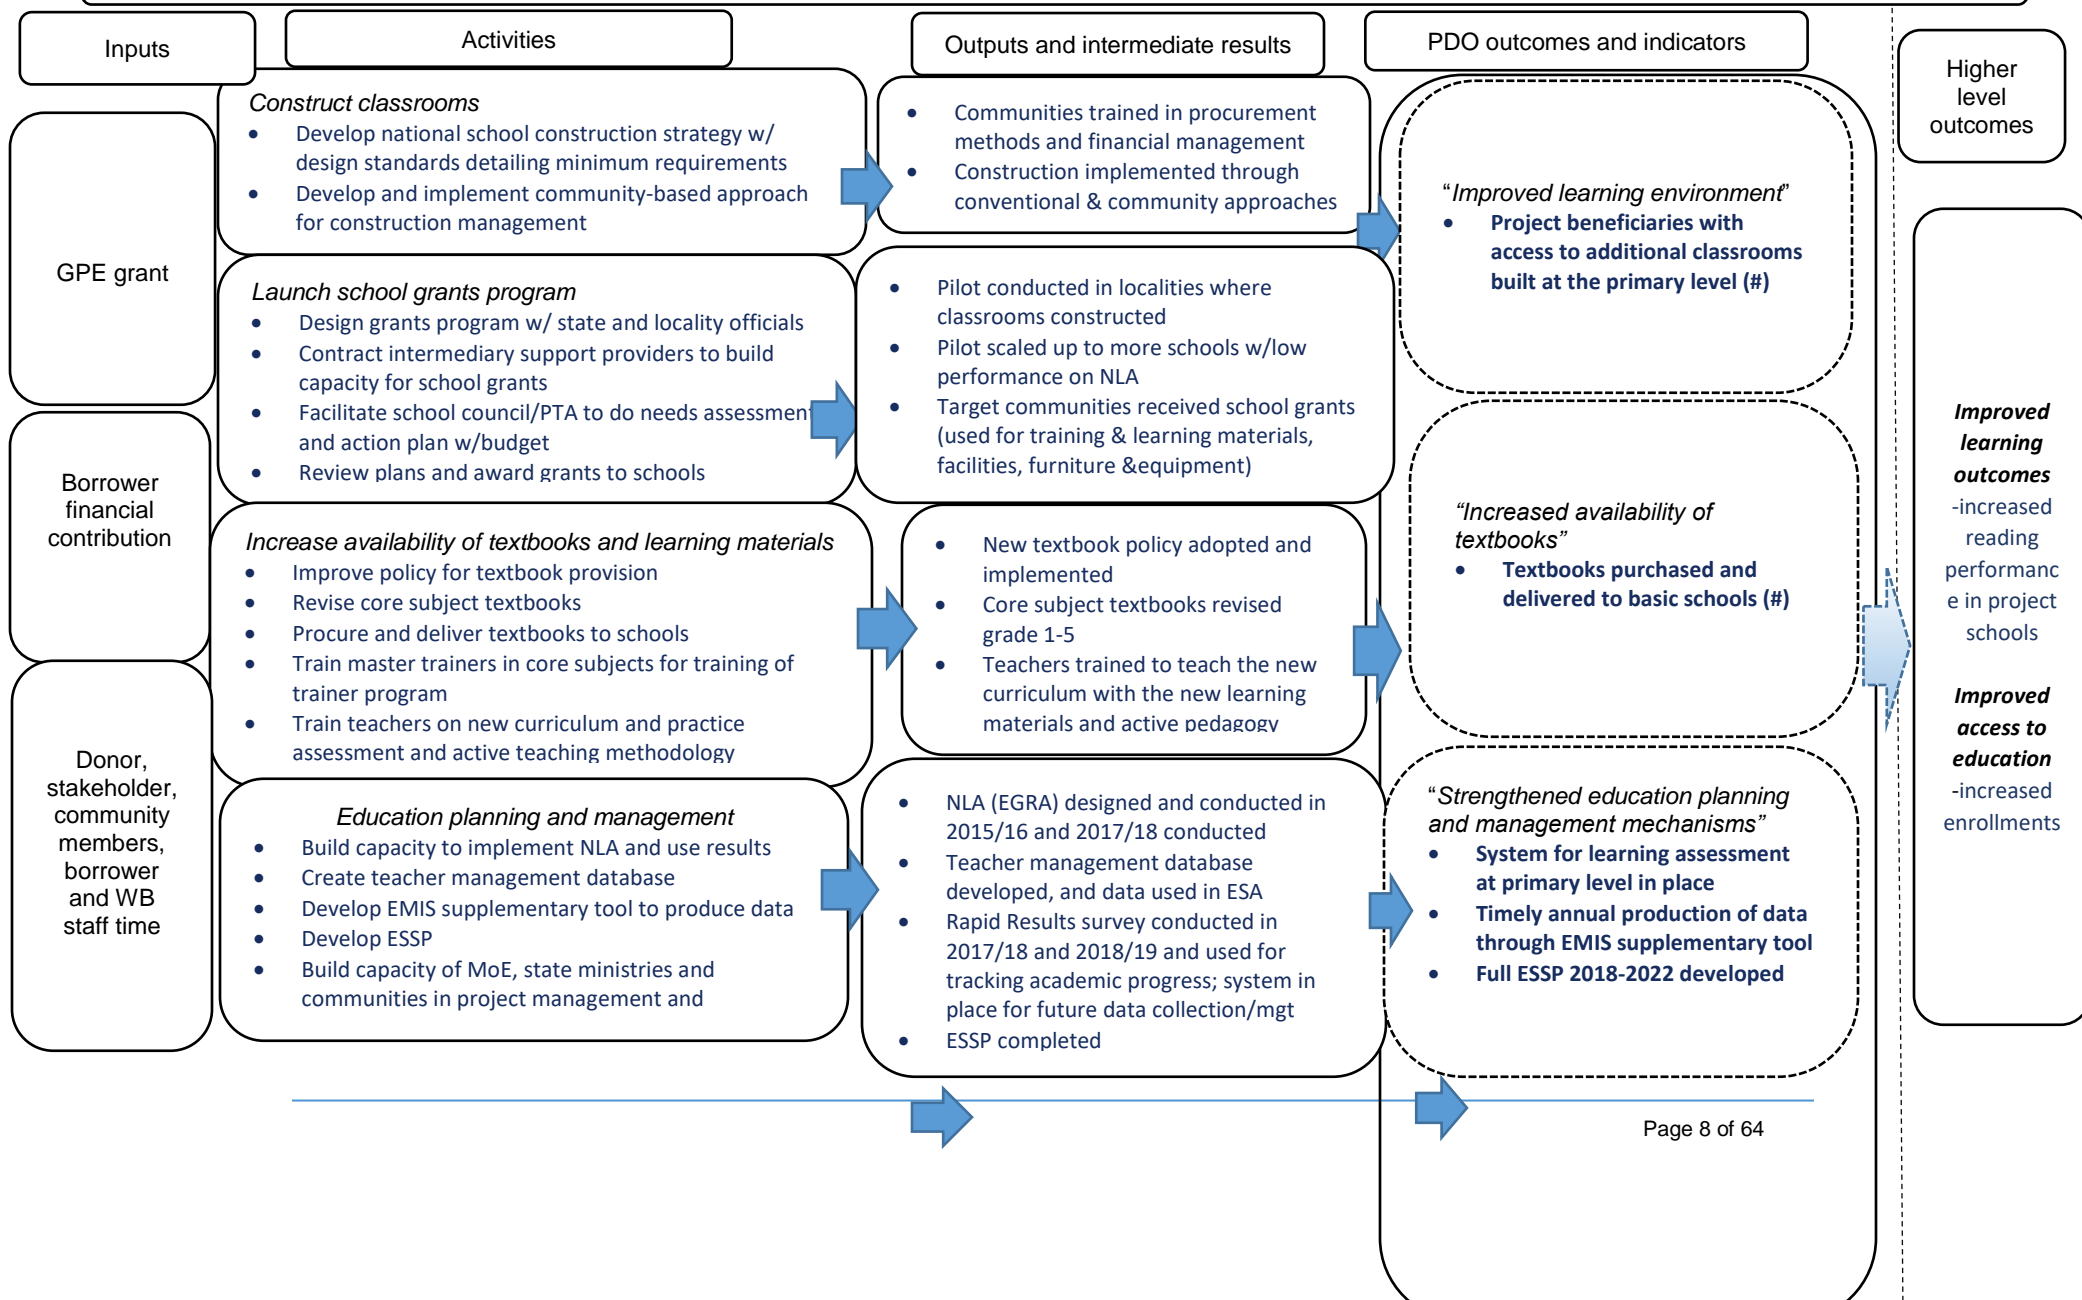 Inputs
Activities
Outputs and intermediate results
PDO outcomes and indicators
Higher
level
outcomes
GPE grant
Borrower
financial
contribution
Donor,
stakeholder,
community
members,
borrower
and WB
staff time
Construct classrooms
• Develop national school construction strategy w/
design standards detailing minimum requirements
• Develop and implement community-based approach
for construction management
Launch school grants program
• Design grants program w/ state and locality officials
• Contract intermediary support providers to build
capacity for school grants
• Facilitate school council/PTA to do needs assessment
and action plan w/budget
• Review plans and award grants to schools
Increase availability of textbooks and learning materials
• Improve policy for textbook provision
• Revise core subject textbooks
• Procure and deliver textbooks to schools
• Train master trainers in core subjects for training of
trainer program
• Train teachers on new curriculum and practice
assessment and active teaching methodology
Education planning and management
• Build capacity to implement NLA and use results
• Create teacher management database
• Develop EMIS supplementary tool to produce data
• Develop ESSP
• Build capacity of MoE, state ministries and
communities in project management and
• Communities trained in procurement
methods and financial management
• Construction implemented through
conventional & community approaches
• Pilot conducted in localities where
classrooms constructed
• Pilot scaled up to more schools w/low
performance on NLA
• Target communities received school grants
(used for training & learning materials,
facilities, furniture &equipment)
• New textbook policy adopted and
implemented
• Core subject textbooks revised
grade 1-5
• Teachers trained to teach the new
curriculum with the new learning
materials and active pedagogy
• NLA (EGRA) designed and conducted in
2015/16 and 2017/18 conducted
• Teacher management database
developed, and data used in ESA
• Rapid Results survey conducted in
2017/18 and 2018/19 and used for
tracking academic progress; system in
place for future data collection/mgt
• ESSP completed
“Improved learning environment”
• Project beneficiaries with
access to additional classrooms
built at the primary level (#)
“Increased availability of
textbooks”
• Textbooks purchased and
delivered to basic schools (#)
“Strengthened education planning
and management mechanisms”
• System for learning assessment
at primary level in place
• Timely annual production of data
through EMIS supplementary tool
• Full ESSP 2018-2022 developed
Improved
learning
outcomes
-increased
reading
performanc
e in project
schools
Improved
access to
education
-increased
enrollments
Page 8 of 64